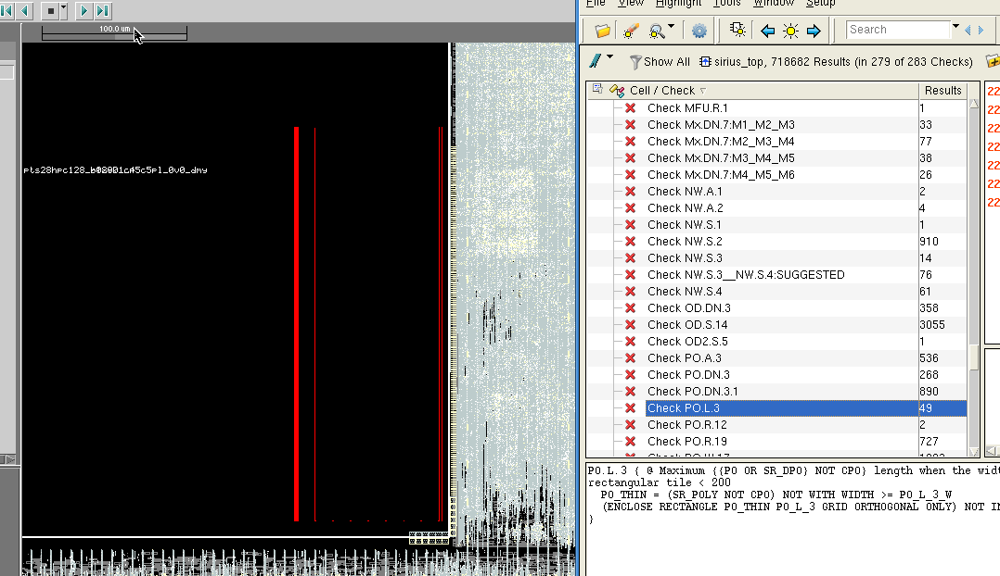 File View Highlight Tools Window Setup
100.0 um
Search
Show All sirius_top, 718682 Results (in 279 of 283 Checks)
Cell / Check Results
Check MFU.R.1 1
Check Mx.DN.7:M1_M2_M3 33
Check Mx.DN.7:M2_M3_M4 77
Check Mx.DN.7:M3_M4_M5 38
Check Mx.DN.7:M4_M5_M6 26
Check NW.A.1 2
Check NW.A.2 4
Check NW.S.1 1
Check NW.S.2 910
Check NW.S.3 14
Check NW.S.3__NW.S.4:SUGGESTED 76
Check NW.S.4 61
Check OD.DN.3 358
Check OD.S.14 3055
Check OD2.S.5 1
Check PO.A.3 536
Check PO.DN.3 268
Check PO.DN.3.1 890
Check PO.L.3 49
Check PO.R.12 2
Check PO.R.19 727
22
22
22
22
22
22
22
PO.L.3 { @ Maximum {{PO OR SR_DPO} NOT CPO} length when the wid
rectangular tile < 200
PO_THIN = (SR_POLY NOT CPO) NOT WITH WIDTH >= PO_L_3_W
(ENCLOSE RECTANGLE PO_THIN PO_L_3 GRID ORTHOGONAL ONLY) NOT IN
}